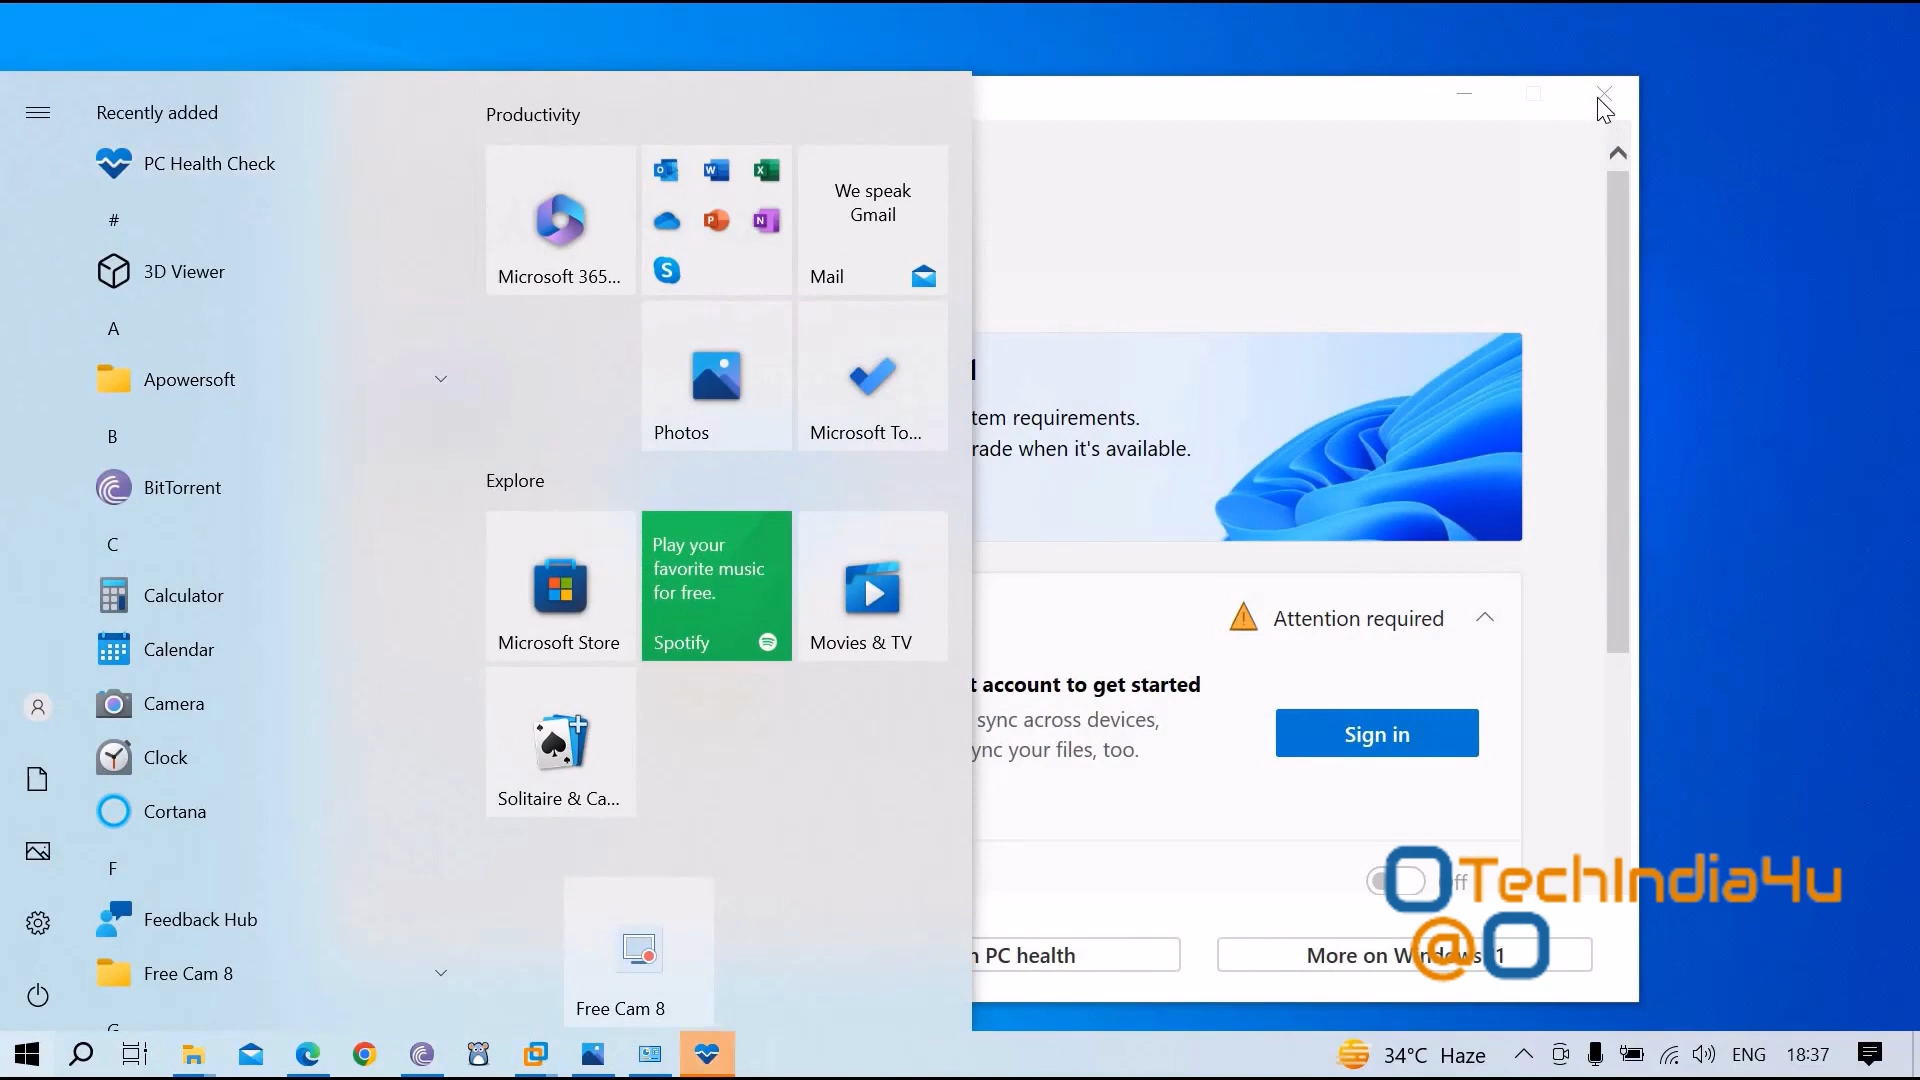 Recently added
PC Health Check
#
3D Viewer
A
Apowersoft
B
BitTorrent
C
Calculator
Calendar
Camera
Clock
Cortana
F
Feedback Hub
Free Cam 8
Productivity
Microsoft 365...
We speak
Gmail
Mail
Photos
Microsoft To...
Explore
Microsoft Store
Play your
favorite music
for free.
Spotify
Movies & TV
Solitaire & Ca...
Free Cam 8
tem requirements.
rade when it's available.
Attention required
t account to get started
sync across devices,
ync your files, too.
Sign in
TechIndia4u
@
PC health
More on Windows 11
34°C Haze
ENG
18:37